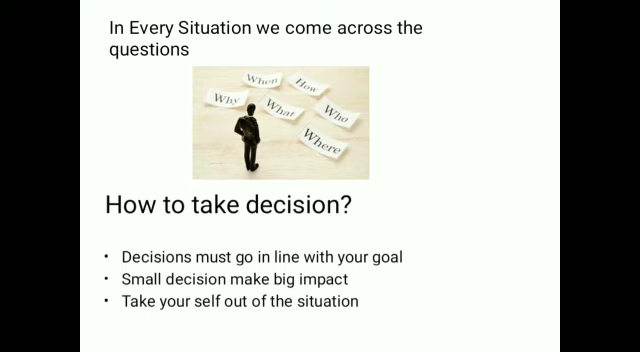 In Every Situation we come across the
questions
When
How
Why
What
Who
Where
How to take decision?
• Decisions must go in line with your goal
• Small decision make big impact
• Take your self out of the situation